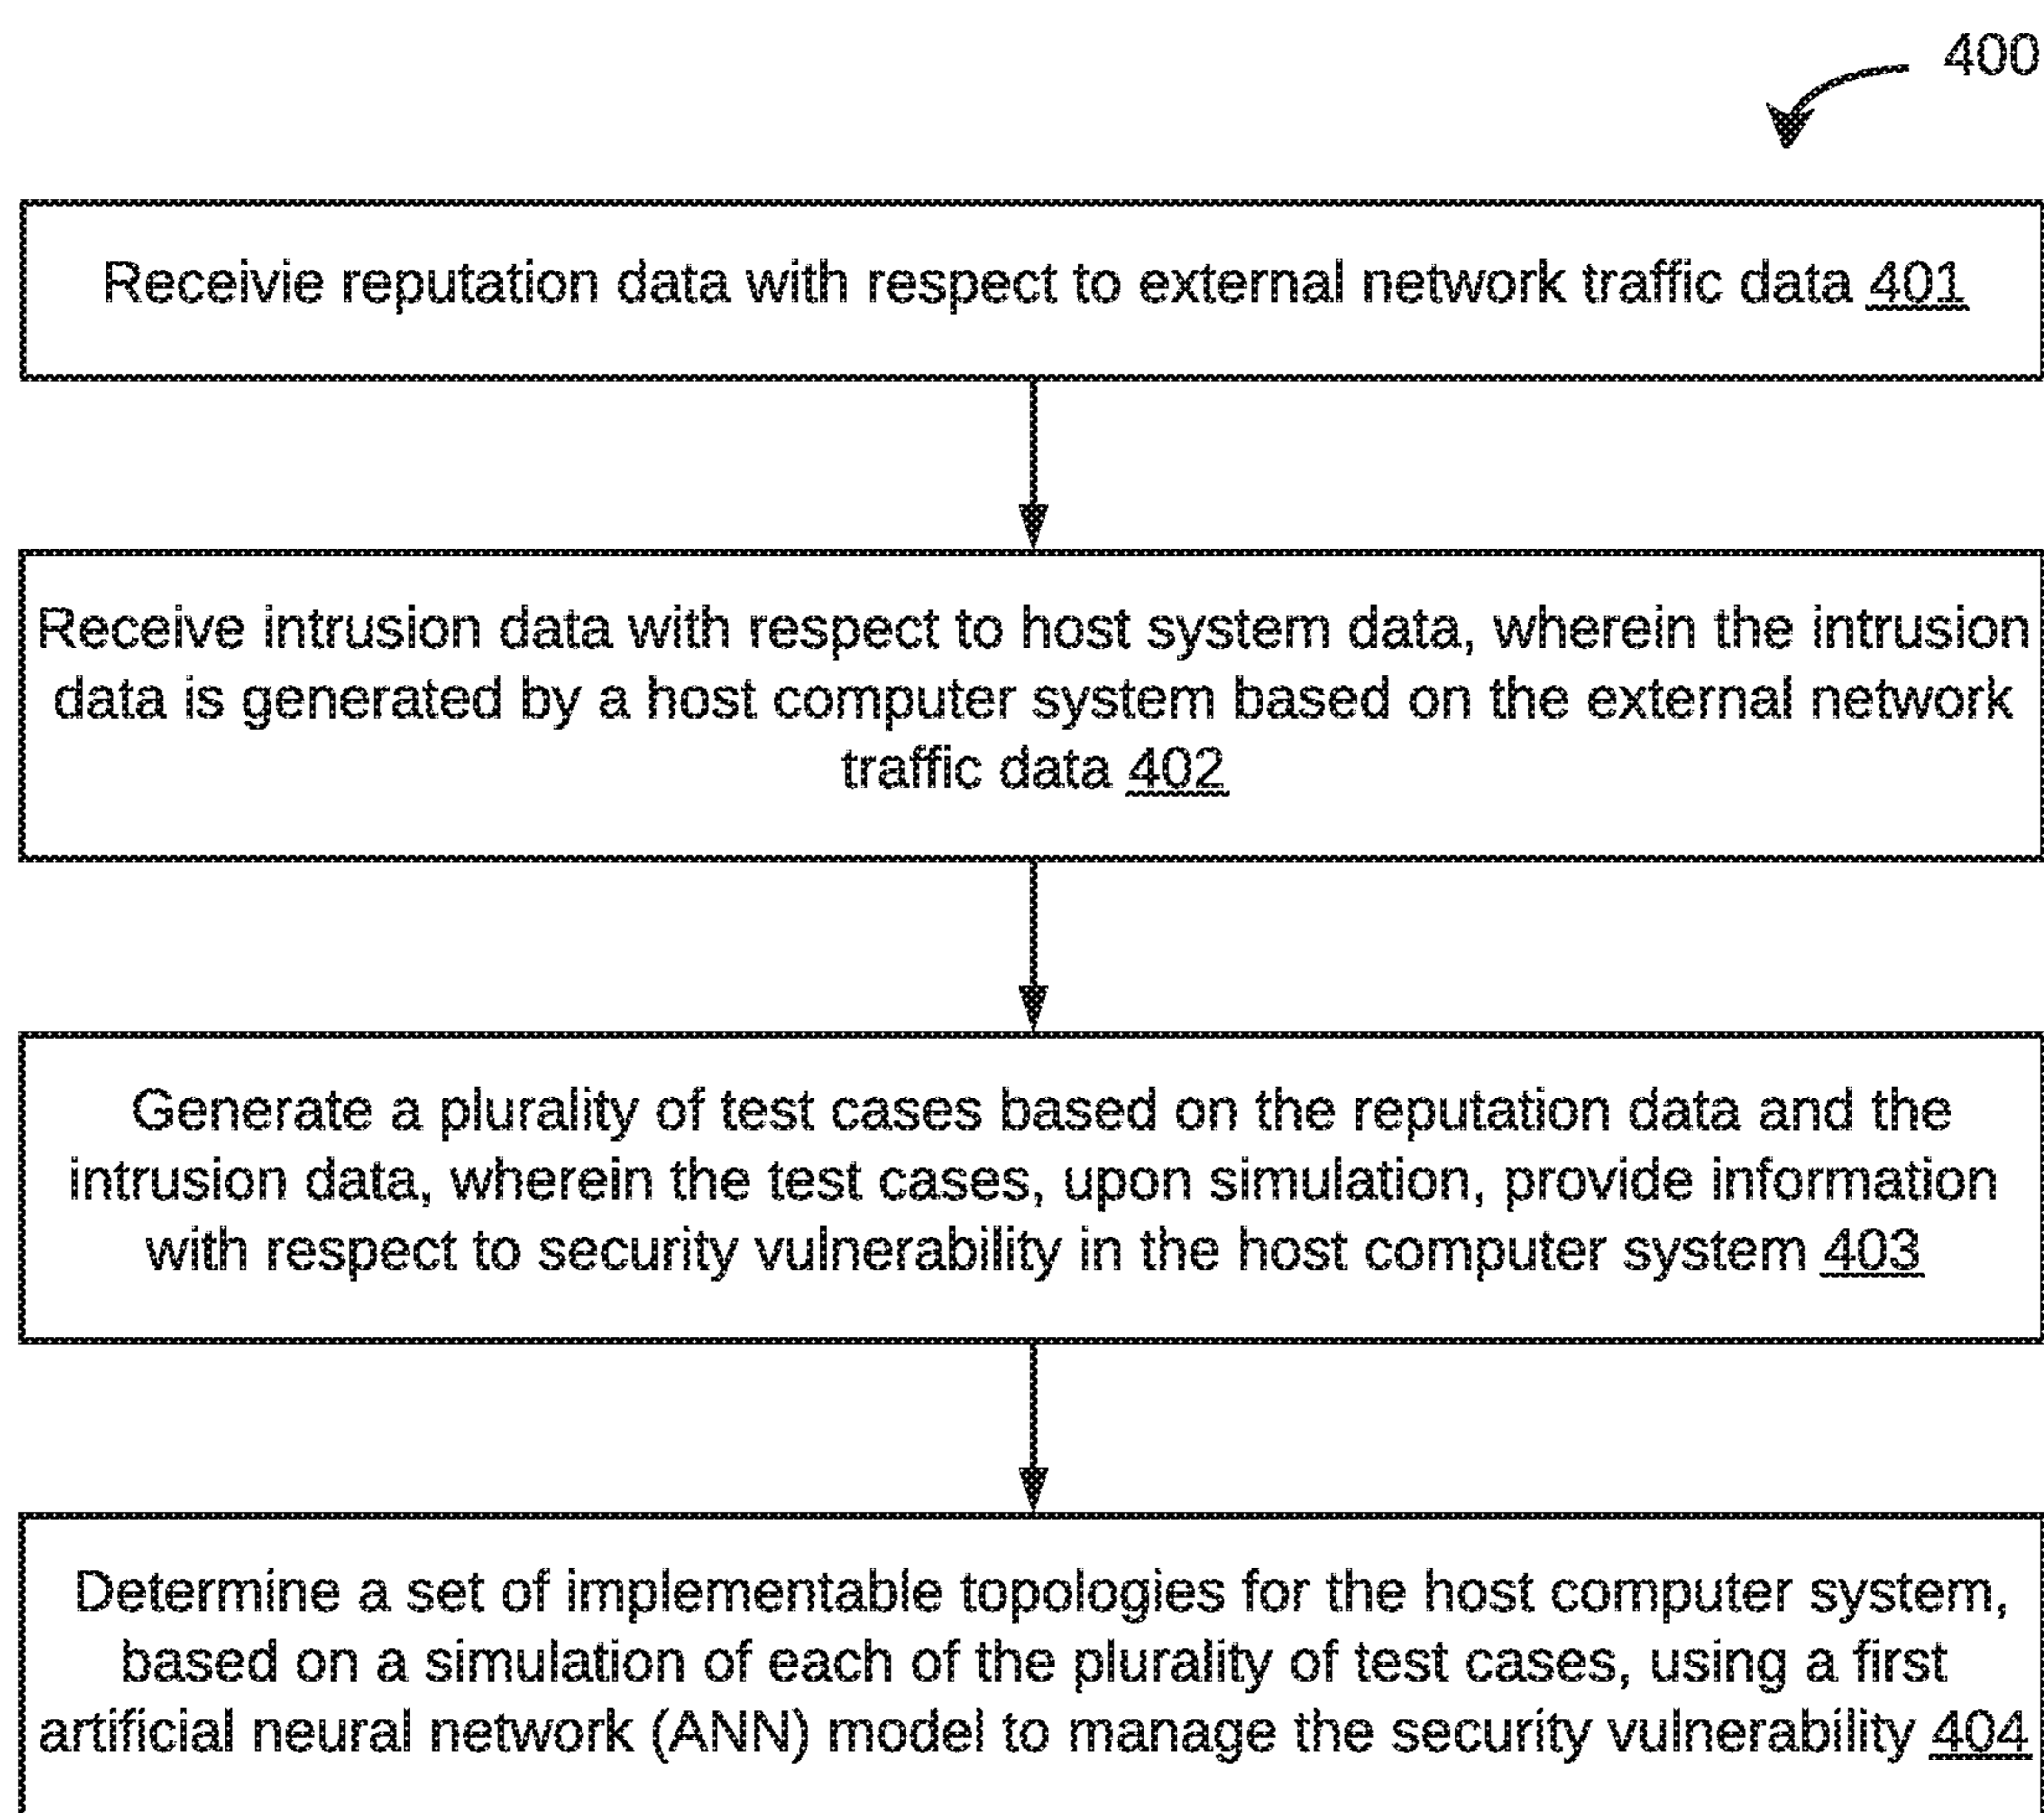 400
Receivie reputation data with respect to external network traffic data 401
Receive intrusion data with respect to host system data, wherein the intrusion
data is generated by a host computer system based on the external network
traffic data 402
Generate a plurality of test cases based on the reputation data and the
intrusion data, wherein the test cases, upon simulation, provide information
with respect to security vulnerability in the host computer system 403
Determine a set of implementable topologies for the host computer system,
based on a simulation of each of the plurality of test cases, using a first
artificial neural network (ANN) model to manage the security vulnerability 404